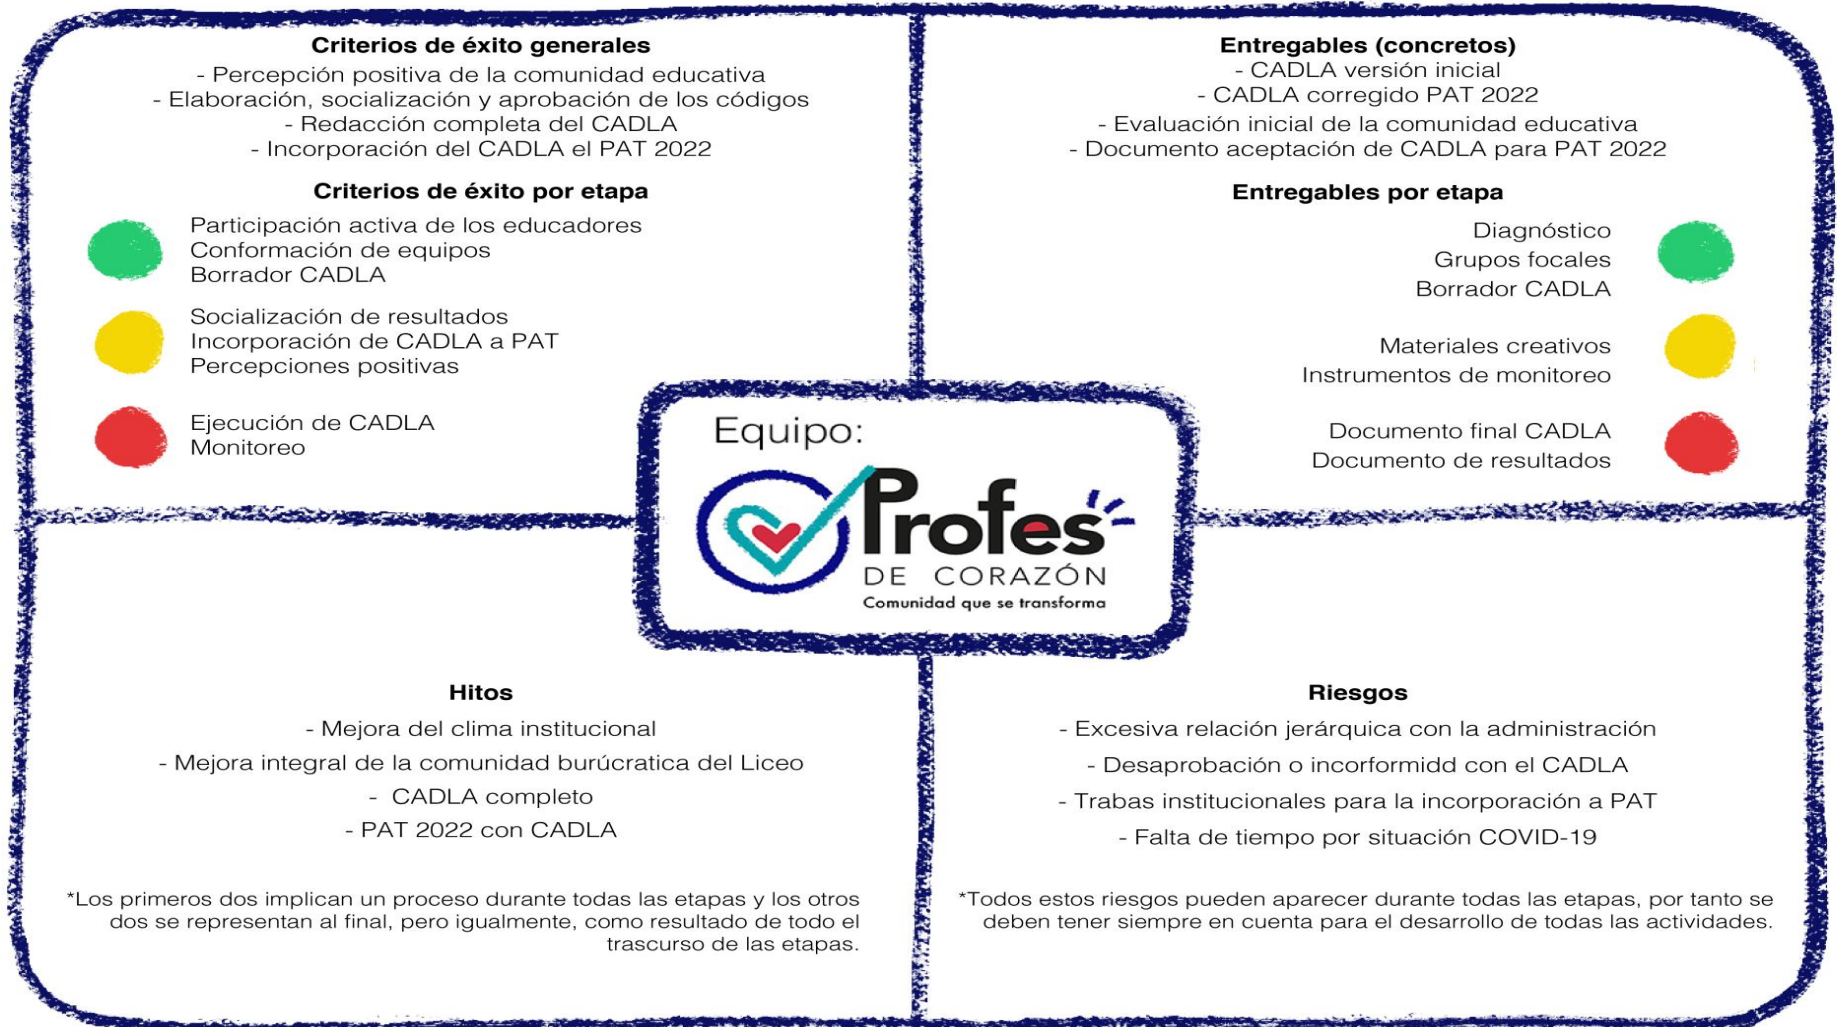 Criterios de éxito generales
- Percepción positiva de la comunidad educativa
- Elaboración, socialización y aprobación de los códigos
- Redacción completa del CADLA
- Incorporación del CADLA el PAT 2022
Criterios de éxito por etapa
Participación activa de los educadores
Conformación de equipos
Borrador CADLA
Socialización de resultados
Incorporación de CADLA a PAT
Percepciones positivas
Ejecución de CADLA
Monitoreo
Entregables (concretos)
- CADLA versión inicial
- CADLA corregido PAT 2022
- Evaluación inicial de la comunidad educativa
- Documento aceptación de CADLA para PAT 2022
Entregables por etapa
Diagnóstico
Grupos focales
Borrador CADLA
Materiales creativos
Instrumentos de monitoreo
Documento final CADLA
Documento de resultados
Equipo:
Profes
DE CORAZÓN
Comunidad que se transforma
Hitos
- Mejora del clima institucional
- Mejora integral de la comunidad burúcratica del Liceo
- CADLA completo
- PAT 2022 con CADLA
*Los primeros dos implican un proceso durante todas las etapas y los otros
dos se representan al final, pero igualmente, como resultado de todo el
trascurso de las etapas.
Riesgos
- Excesiva relación jerárquica con la administración
- Desaprobación o incorformidd con el CADLA
- Trabas institucionales para la incorporación a PAT
- Falta de tiempo por situación COVID-19
*Todos estos riesgos pueden aparecer durante todas las etapas, por tanto se
deben tener siempre en cuenta para el desarrollo de todas las actividades.